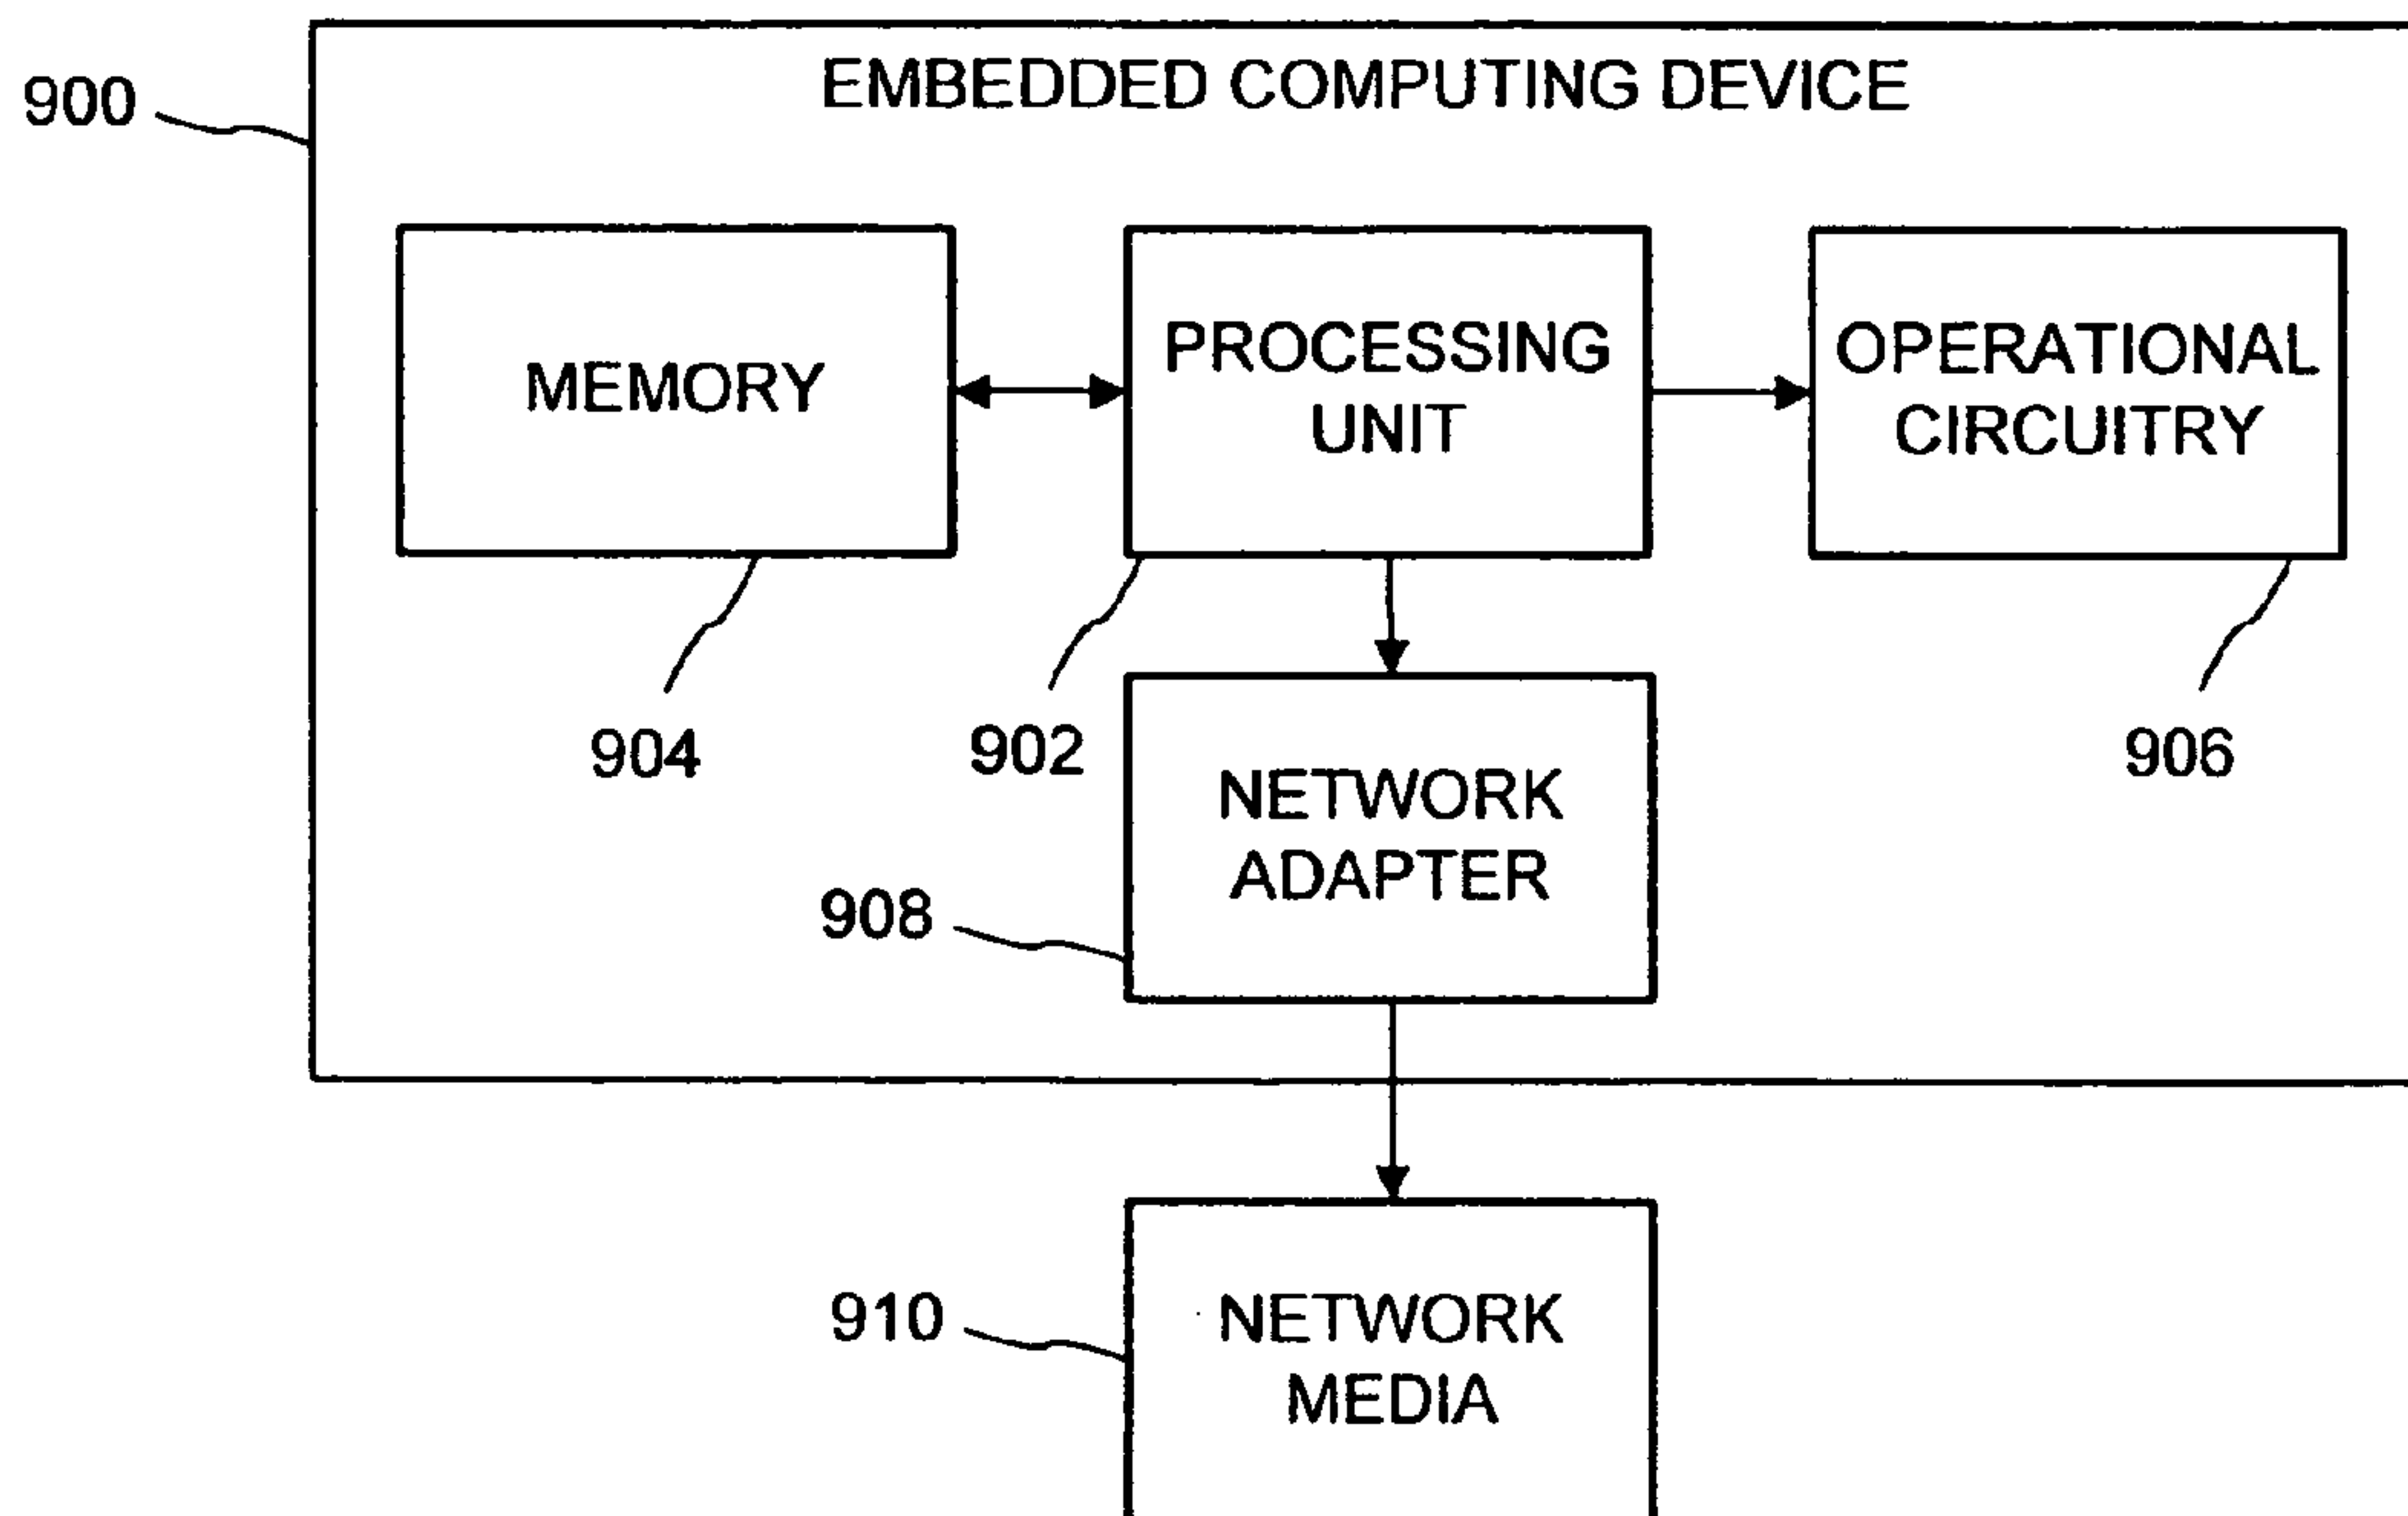 900
EMBEDDED COMPUTING DEVICE
MEMORY
PROCESSING
UNIT
OPERATIONAL
CIRCUITRY
904
902
906
NETWORK
ADAPTER
908
910
NETWORK
MEDIA